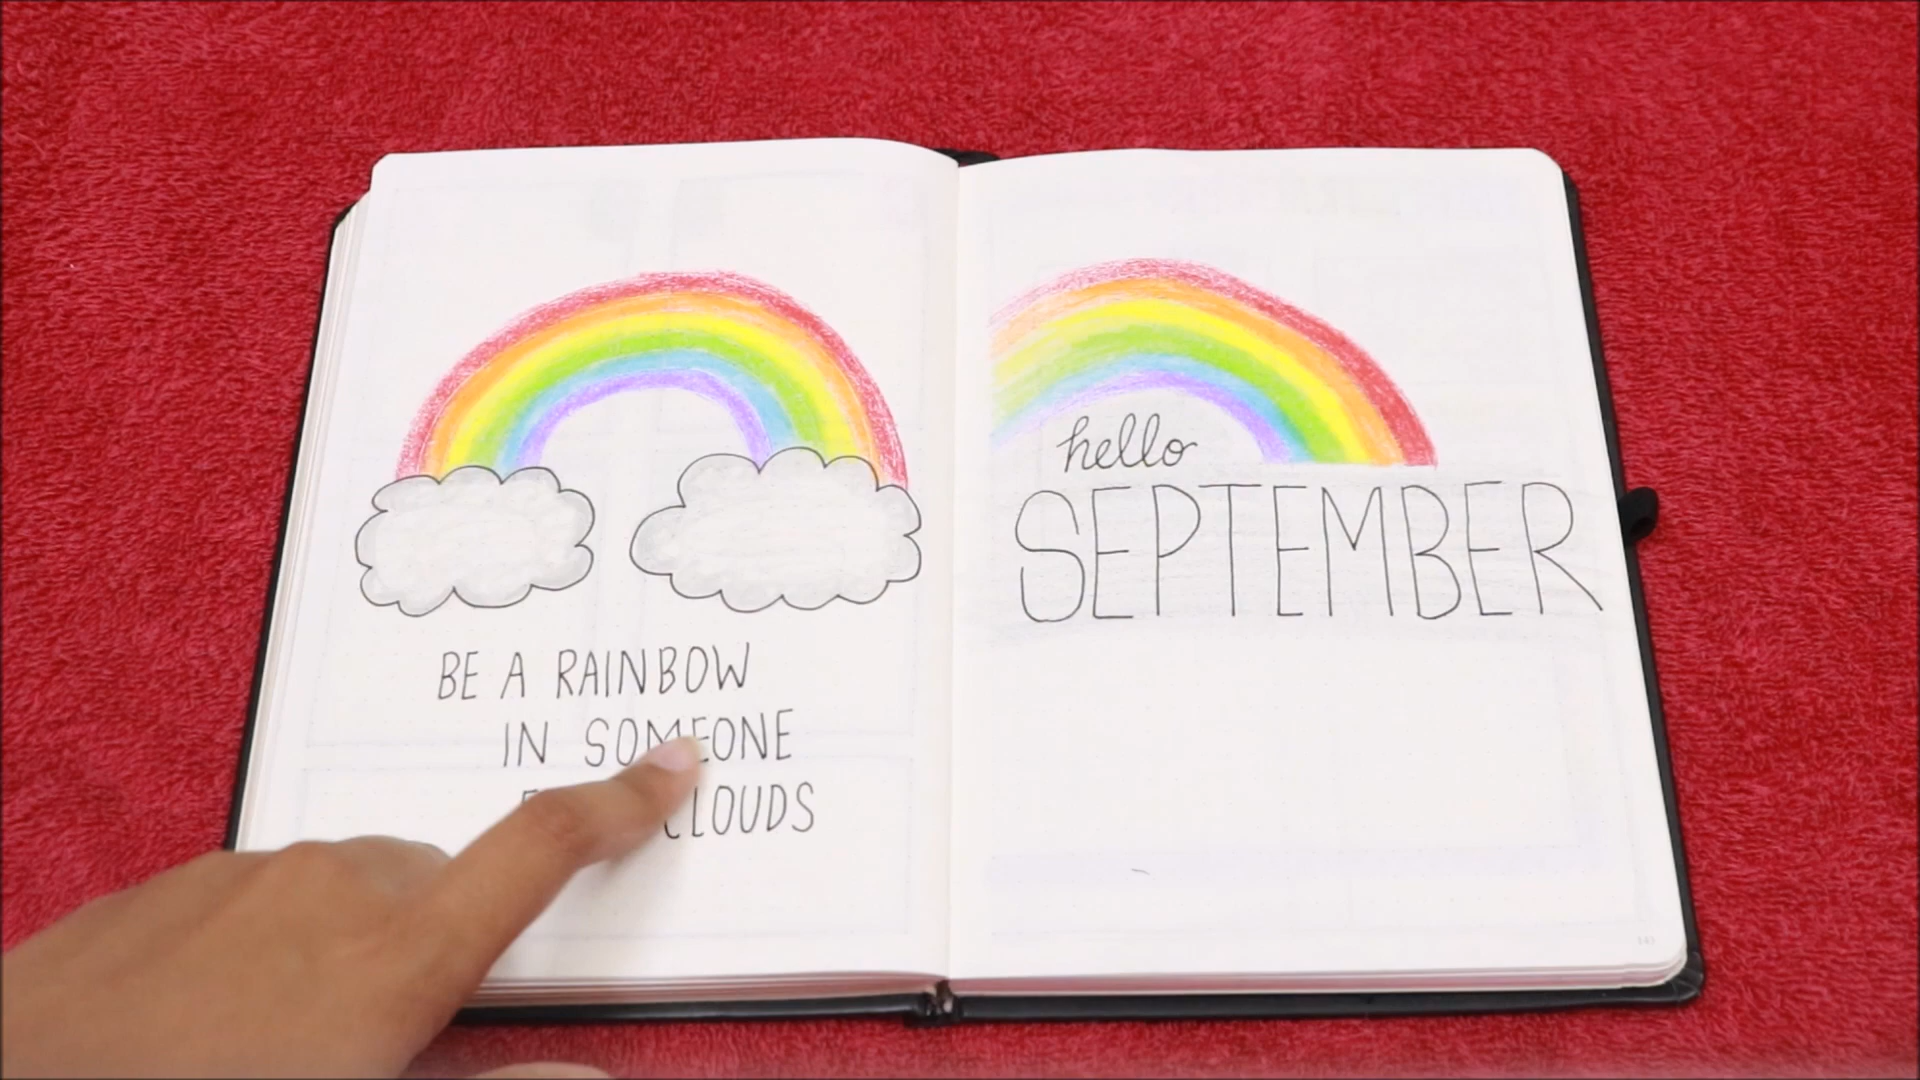 BE A RAINBOW
IN SOMEONE
CLOUDS
hello
SEPTEMBER